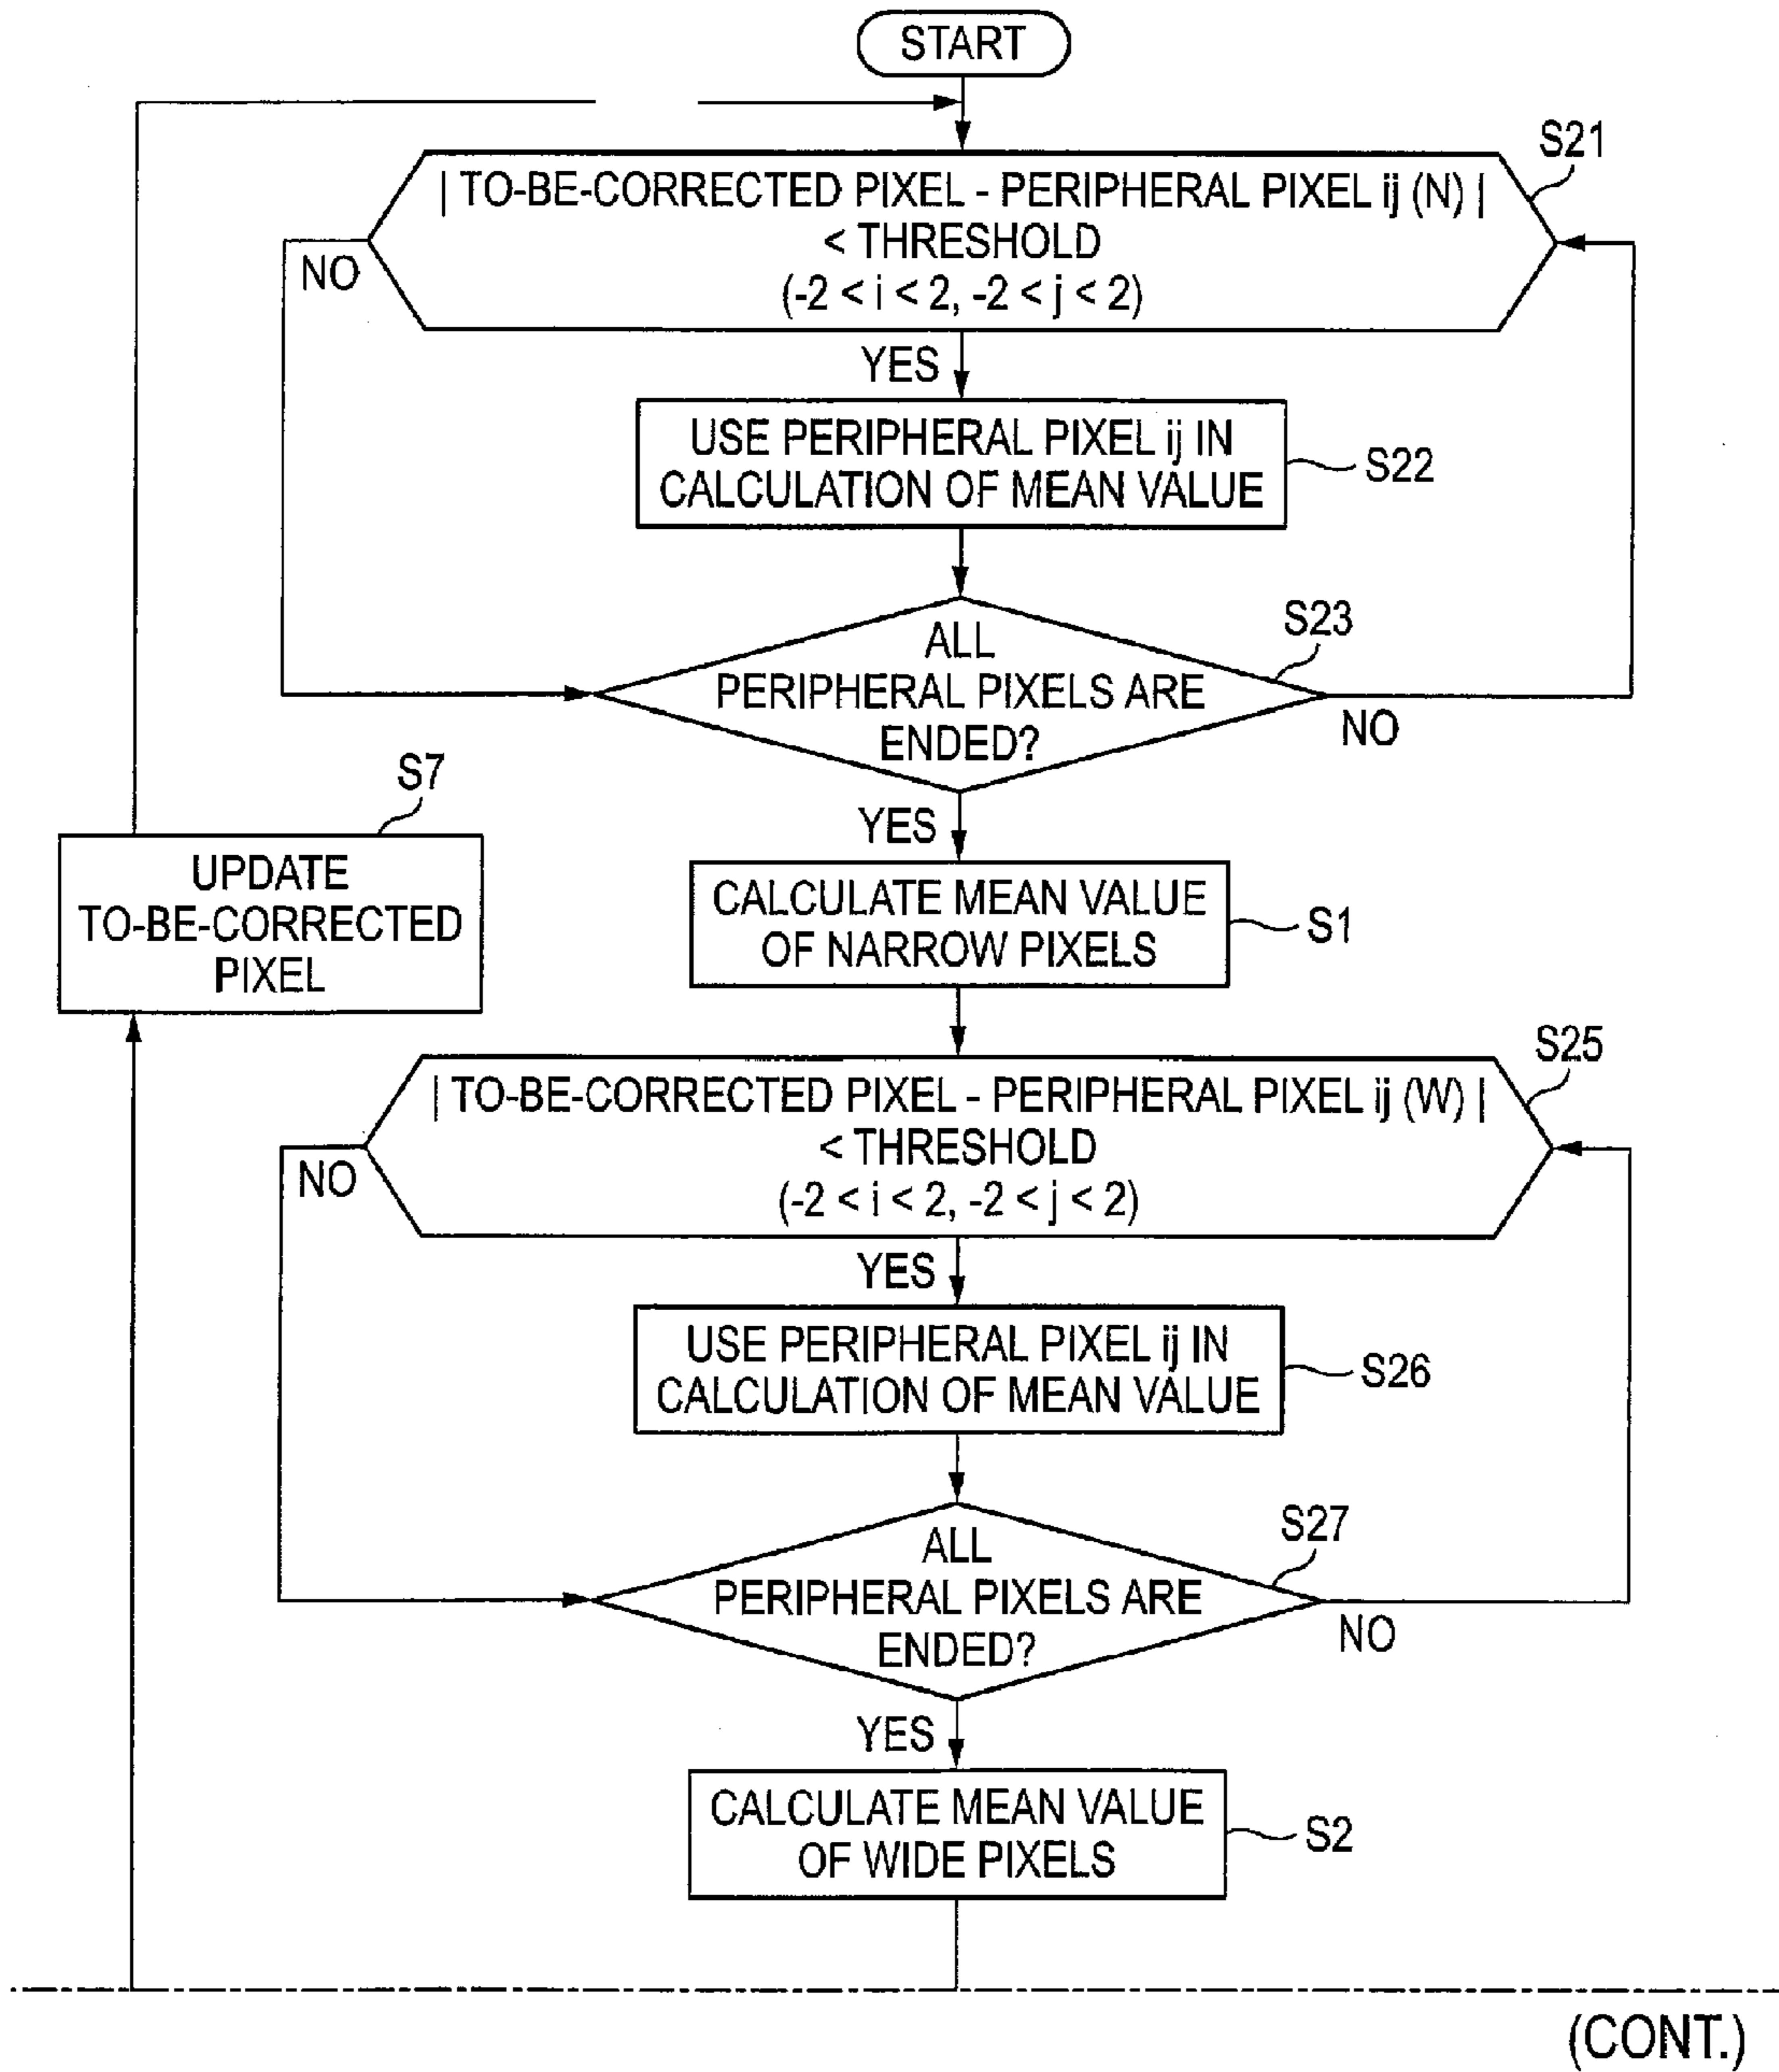 START
S21
| TO-BE-CORRECTED PIXEL - PERIPHERAL PIXEL ij (N) |
< THRESHOLD
(-2 < i < 2, -2 < j < 2)
NO
YES
USE PERIPHERAL PIXEL ij IN
CALCULATION OF MEAN VALUE
S22
S23
ALL
PERIPHERAL PIXELS ARE
ENDED?
NO
YES
S7
UPDATE
TO-BE-CORRECTED
PIXEL
CALCULATE MEAN VALUE
OF NARROW PIXELS
S1
S25
| TO-BE-CORRECTED PIXEL - PERIPHERAL PIXEL ij (W) |
< THRESHOLD
(-2 < i < 2, -2 < j < 2)
NO
YES
USE PERIPHERAL PIXEL ij IN
CALCULATION OF MEAN VALUE
S26
S27
ALL
PERIPHERAL PIXELS ARE
ENDED?
NO
YES
CALCULATE MEAN VALUE
OF WIDE PIXELS
S2
(CONT.)